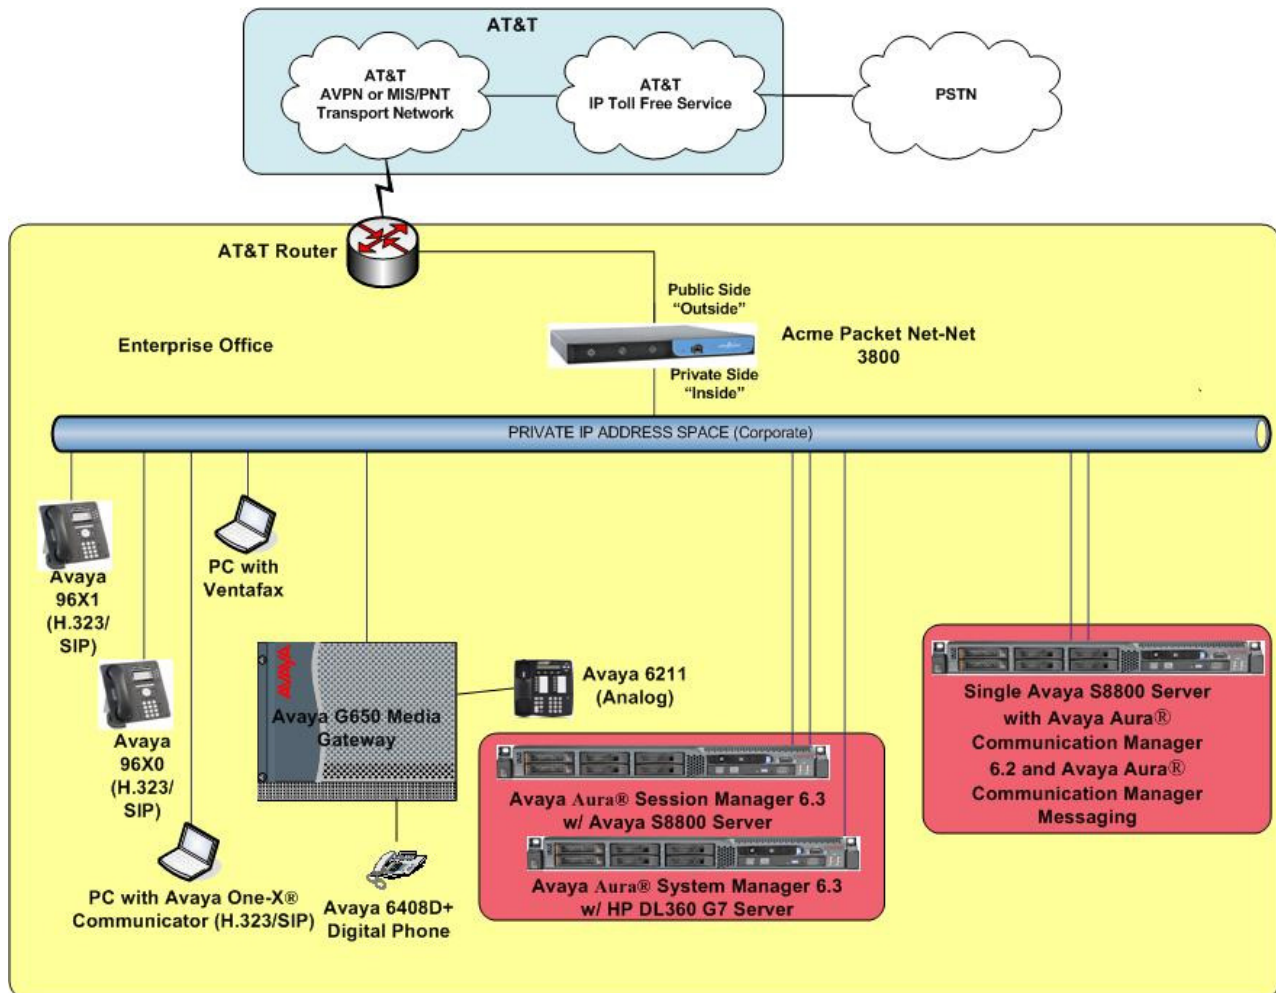 AT&T
AT&T
AVPN or MIS/PNT
Transport Network
AT&T
IP Toll Free Service
PSTN
AT&T Router
Public Side
“Outside”
Enterprise Office
Acme Packet Net-Net
3800
Private Side
“Inside”
PRIVATE IP ADDRESS SPACE (Corporate)
Avaya
96X1
(H.323/
SIP)
PC with
Ventafax
Avaya
96X0
(H.323/
SIP)
AVAYA
Avaya G650 Media
Gateway
Avaya 6211
(Analog)
PC with Avaya One-X®
Communicator (H.323/SIP)
Avaya 6408D+
Digital Phone
Avaya Aura® Session Manager 6.3
w/ Avaya S8800 Server
Avaya Aura® System Manager 6.3
w/ HP DL360 G7 Server
Single Avaya S8800 Server
with Avaya Aura®
Communication Manager
6.2 and Avaya Aura®
Communication Manager
Messaging